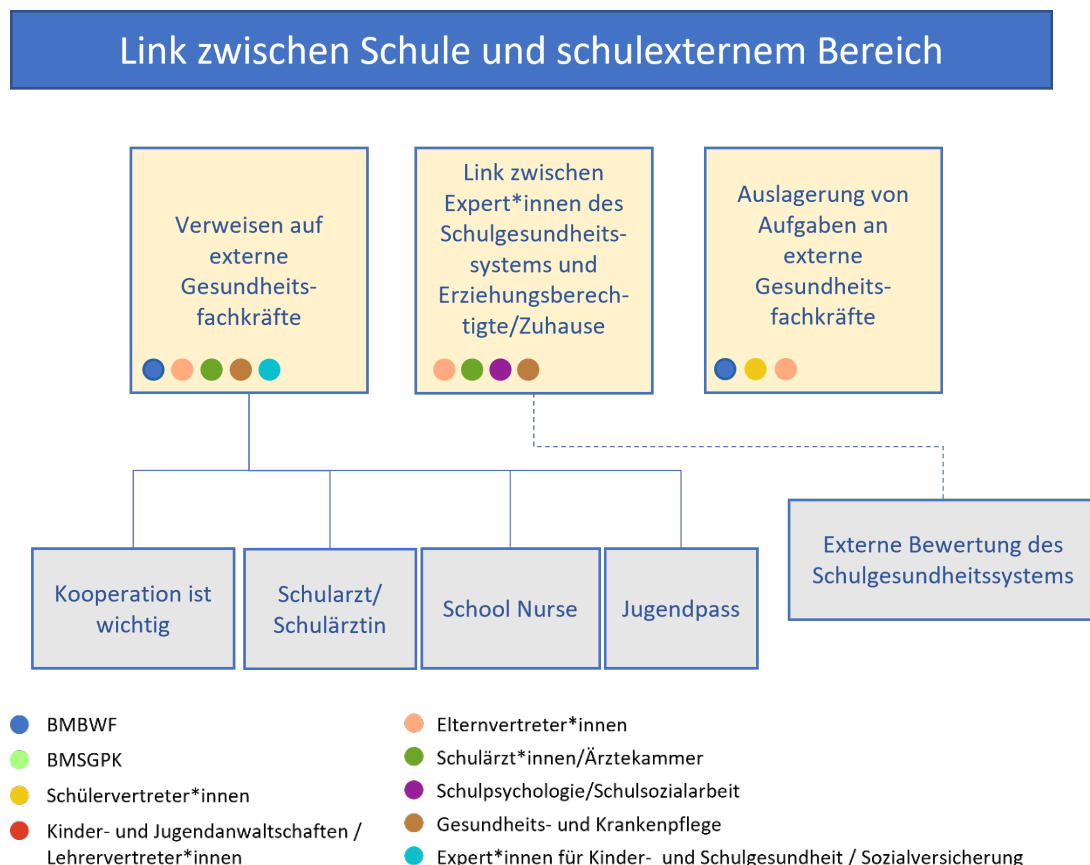 Link zwischen Schule und schulexternem Bereich
Verweisen auf
externe
Gesundheits-
fachkräfte
Link zwischen
Expert*innen des
Schulgesundheits-
systems und
Erziehungsberech-
tigte/Zuhause
Auslagerung von
Aufgaben an
externe
Gesundheits-
fachkräfte
Kooperation ist
wichtig
Schularzt/
Schulärztin
School Nurse
Jugendpass
Externe Bewertung des
Schulgesundheitssystems
BMBWF
BMSGPK
Schülervertreter*innen
Kinder- und Jugendanwaltschaften /
Lehrervertreter*innen
Elternvertreter*innen
Schulärzt*innen/Ärztekammer
Schulpsychologie/Schulsozialarbeit
Gesundheits- und Krankenpflege
Expert*innen für Kinder- und Schulgesundheit / Sozialversicherung